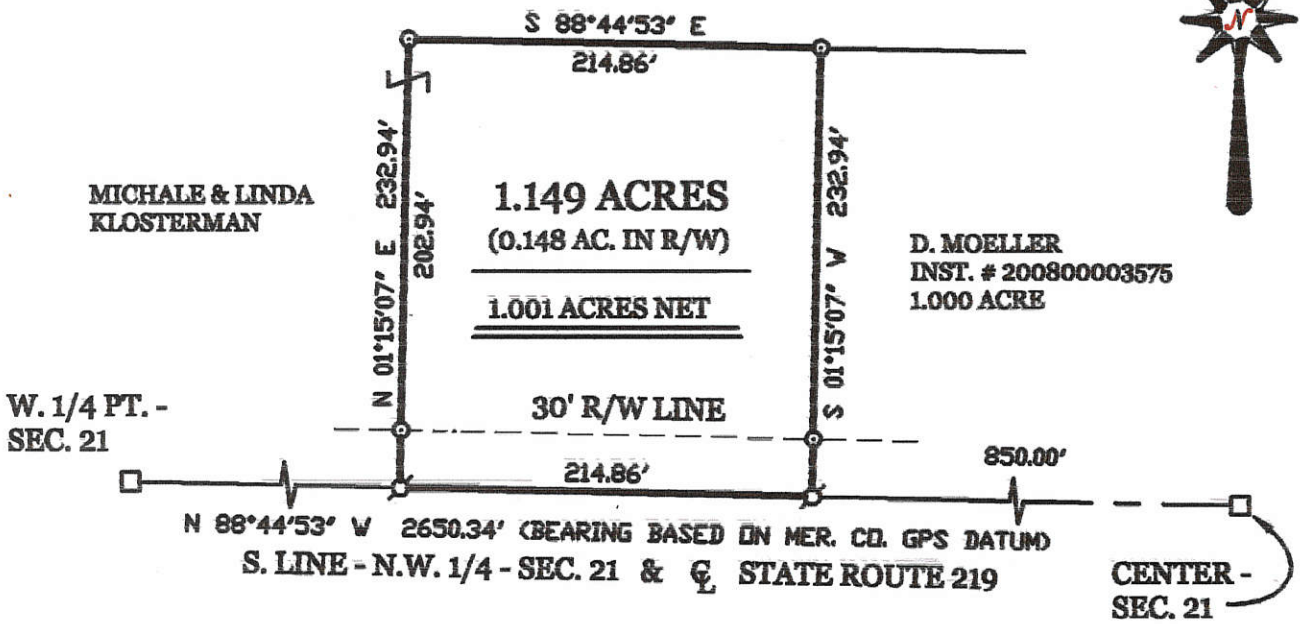 N
S 88°44'53" E
214.86'
N 01°15'07" E 232.94'
202.94'
MICHALE & LINDA
KLOSTERMAN
1.149 ACRES
(0.148 AC. IN R/W)
1.001 ACRES NET
S 01°15'07" W 232.94'
D. MOELLER
INST. # 200800003575
1.000 ACRE
W. 1/4 PT. -
SEC. 21
30' R/W LINE
214.86'
850.00'
N 88°44'53" W 2650.34' (BEARING BASED ON MER. CO. GPS DATUM)
S. LINE - N.W. 1/4 - SEC. 21 & ℄ STATE ROUTE 219
CENTER -
SEC. 21